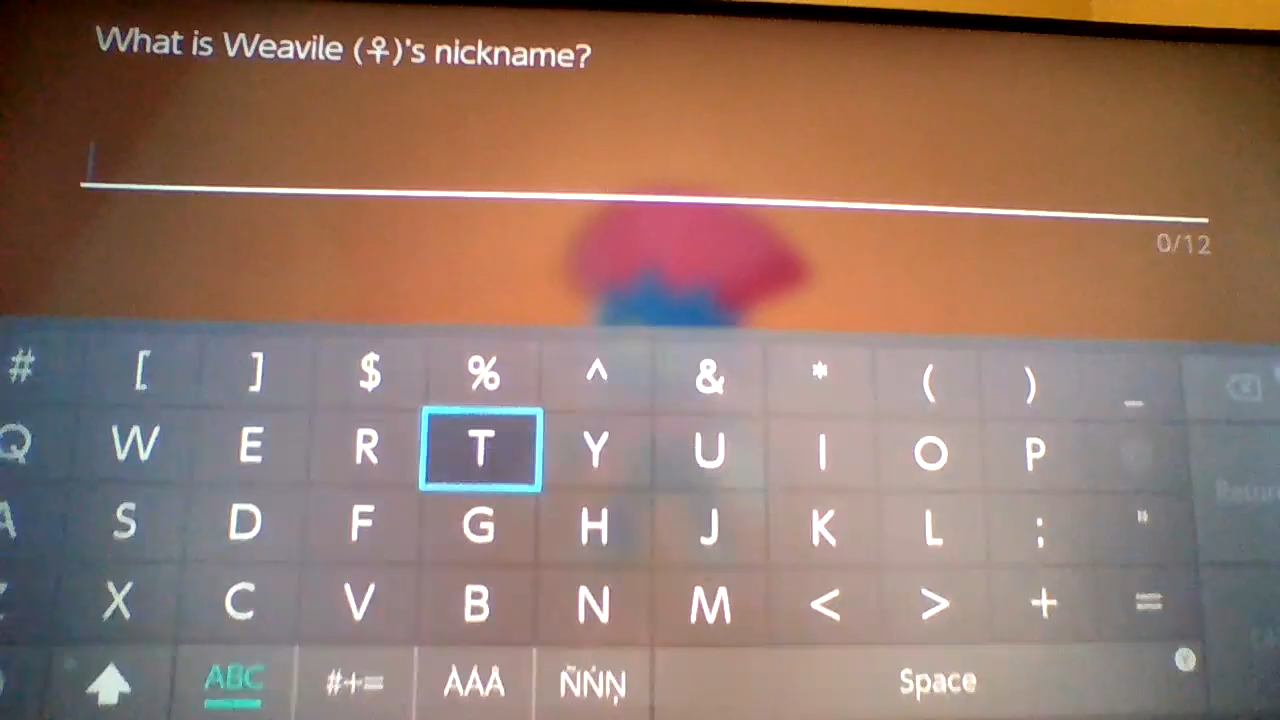 What is Weavile (♀)'s nickname?
0/12
# [ ] $ % ^ & * ( ) _
Q W E R T Y U I O P
A S D F G H J K L ; "
X C V B N M < > + =
ABC #+= ÀÁÂ ÑŃŅ Space